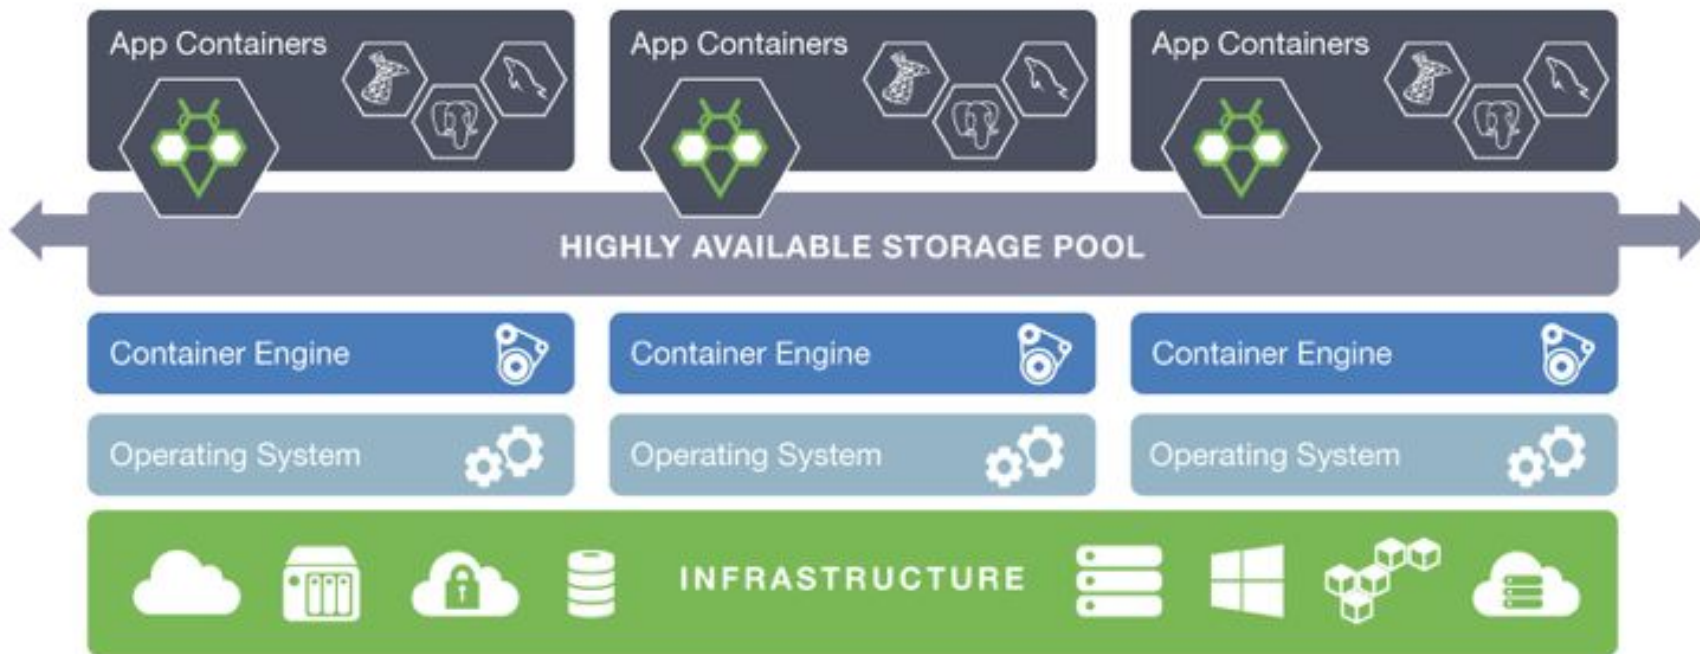 App Containers
App Containers
App Containers
HIGHLY AVAILABLE STORAGE POOL
Container Engine
Container Engine
Container Engine
Operating System
Operating System
Operating System
INFRASTRUCTURE